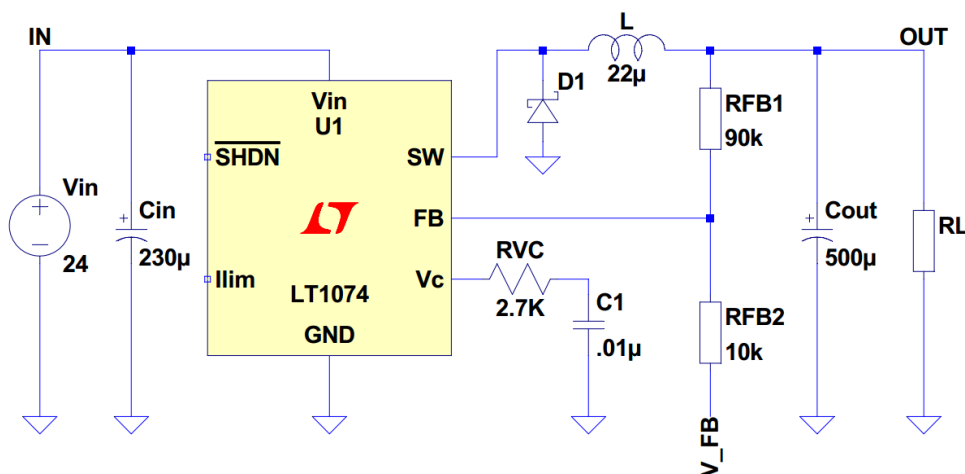 IN
L
OUT
22µ
D1
Vin
U1
SHDN
SW
RFB1
90k
Vin
24
Cin
230µ
FB
Cout
500µ
RL
Ilim
LT1074
Vc
RVC
2.7K
C1
.01µ
GND
RFB2
10k
V_FB